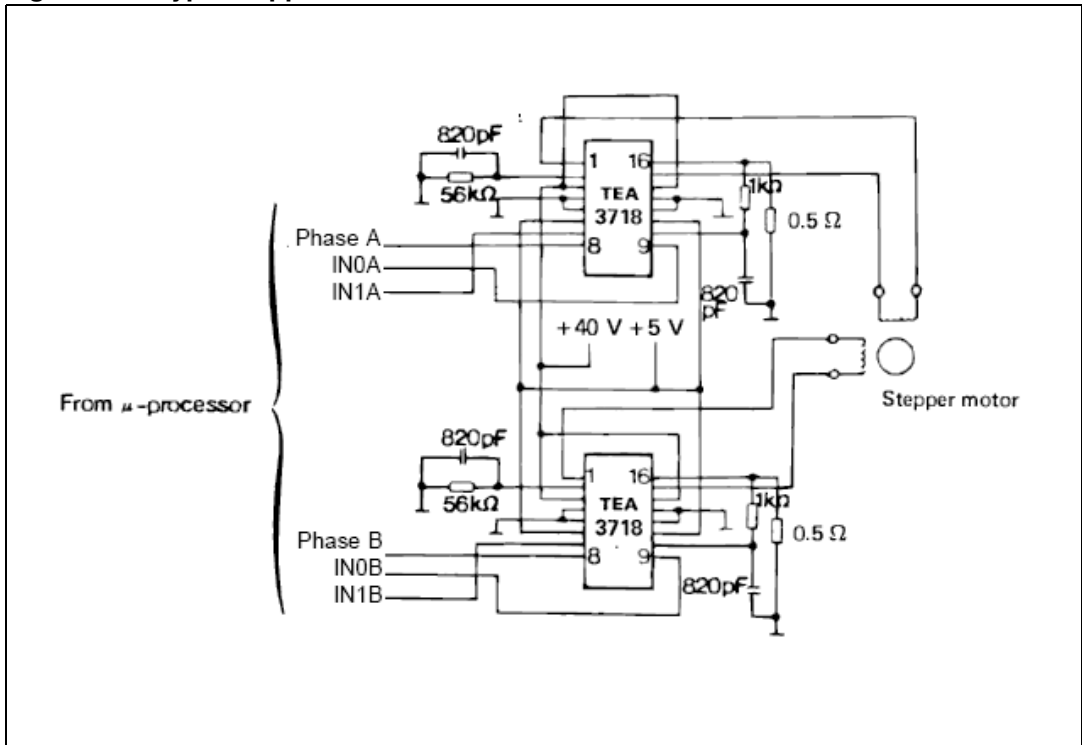 820pF
1 16
1kΩ
56kΩ
TEA
3718
0.5 Ω
Phase A
8 9
IN0A
IN1A
820
pF
+40 V +5 V
From μ-processor
Stepper motor
820pF
1 16
1kΩ
56kΩ
TEA
3718
0.5 Ω
Phase B
8 9
IN0B
IN1B
820pF